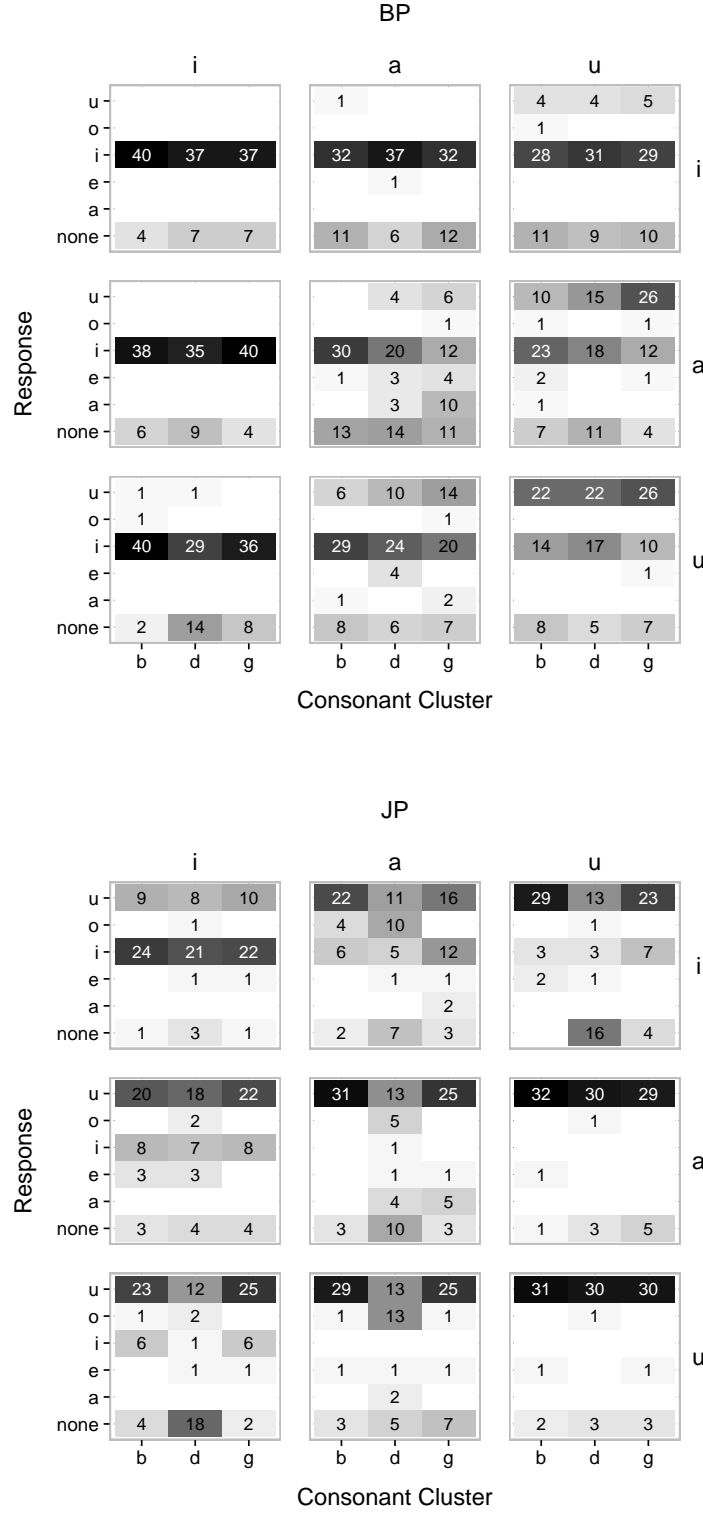 BP
i a u
u 1 4 4 5
o 1
i 40 37 37 32 37 32 28 31 29 i
e 1
a
none 4 7 7 11 6 12 11 9 10
u 4 6 10 15 26
o 1 1 1
i 38 35 40 30 20 12 23 18 12
e 1 3 4 2 1 a
a 3 10 1
none 6 9 4 13 14 11 7 11 4
Response
u 1 1 6 10 14 22 22 26
o 1 1
i 40 29 36 29 24 20 14 17 10
e 4 1 u
a 1 2
none 2 14 8 8 6 7 8 5 7
b d g b d g b d g
Consonant Cluster
JP
i a u
u 9 8 10 22 11 16 29 13 23
o 1 4 10 1
i 24 21 22 6 5 12 3 3 7
e 1 1 1 1 2 1 i
a 2
none 1 3 1 2 7 3 16 4
u 20 18 22 31 13 25 32 30 29
o 2 5 1
i 8 7 8 1
e 3 3 1 1 1 a
a 4 5
none 3 4 4 3 10 3 1 3 5
Response
u 23 12 25 29 13 25 31 30 30
o 1 2 1 13 1 1
i 6 1 6
e 1 1 1 1 1 1 1 u
a 2
none 4 18 2 3 5 7 2 3 3
b d g b d g b d g
Consonant Cluster